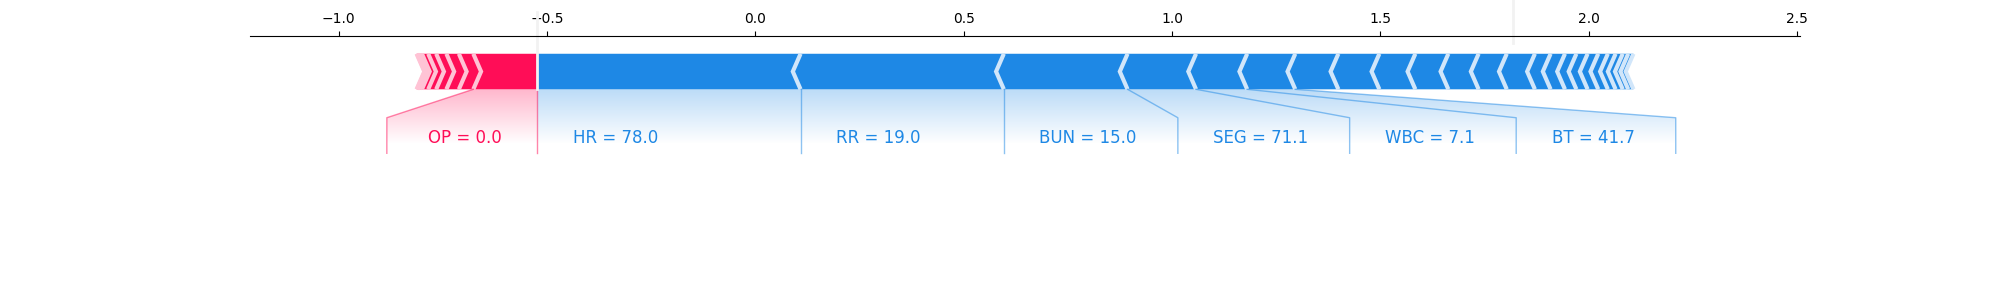 −1.0 -−0.5 0.0 0.5 1.0 1.5 2.0 2.5
OP = 0.0 HR = 78.0 RR = 19.0 BUN = 15.0 SEG = 71.1 WBC = 7.1 BT = 41.7